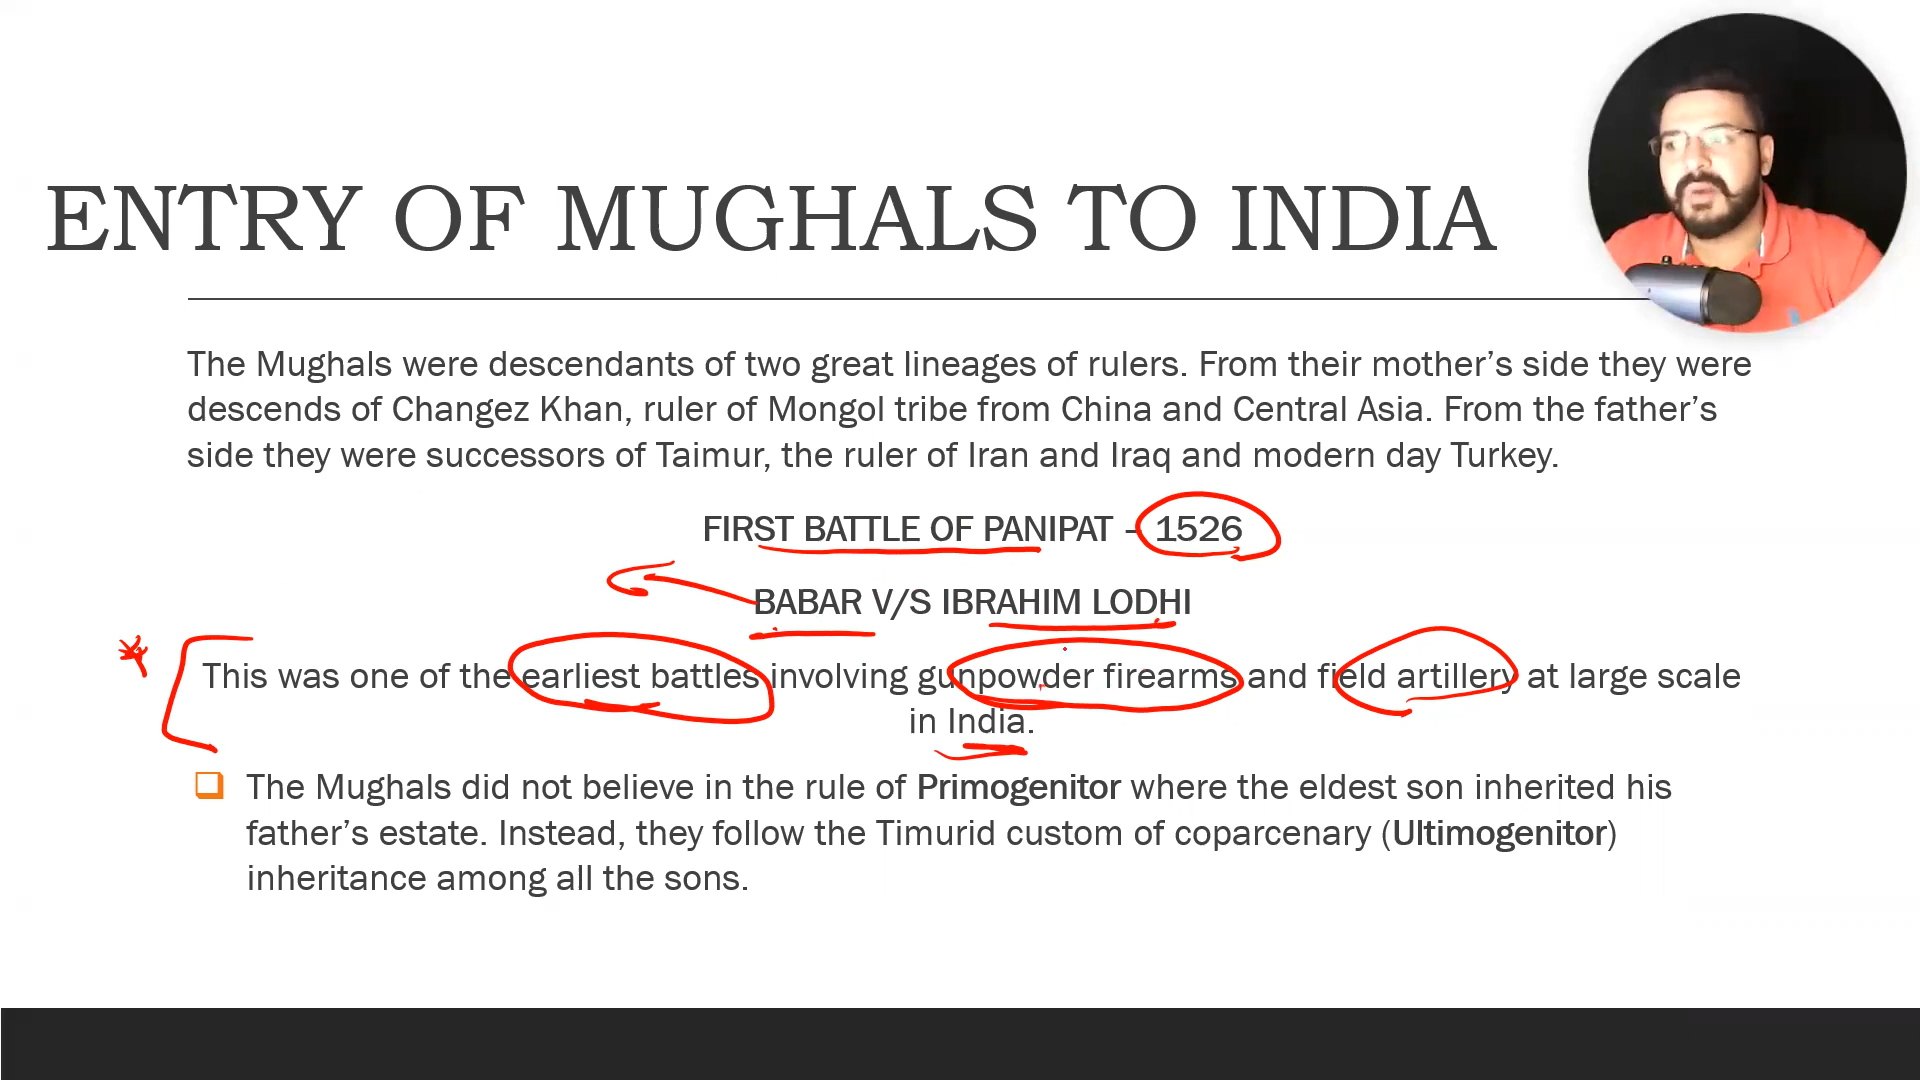 ENTRY OF MUGHALS TO INDIA
The Mughals were descendants of two great lineages of rulers. From their mother’s side they were
descends of Changez Khan, ruler of Mongol tribe from China and Central Asia. From the father’s
side they were successors of Taimur, the ruler of Iran and Iraq and modern day Turkey.
FIRST BATTLE OF PANIPAT – 1526
BABAR V/S IBRAHIM LODHI
This was one of the earliest battles involving gunpowder firearms and field artillery at large scale
in India.
The Mughals did not believe in the rule of Primogenitor where the eldest son inherited his
father’s estate. Instead, they follow the Timurid custom of coparcenary (Ultimogenitor)
inheritance among all the sons.